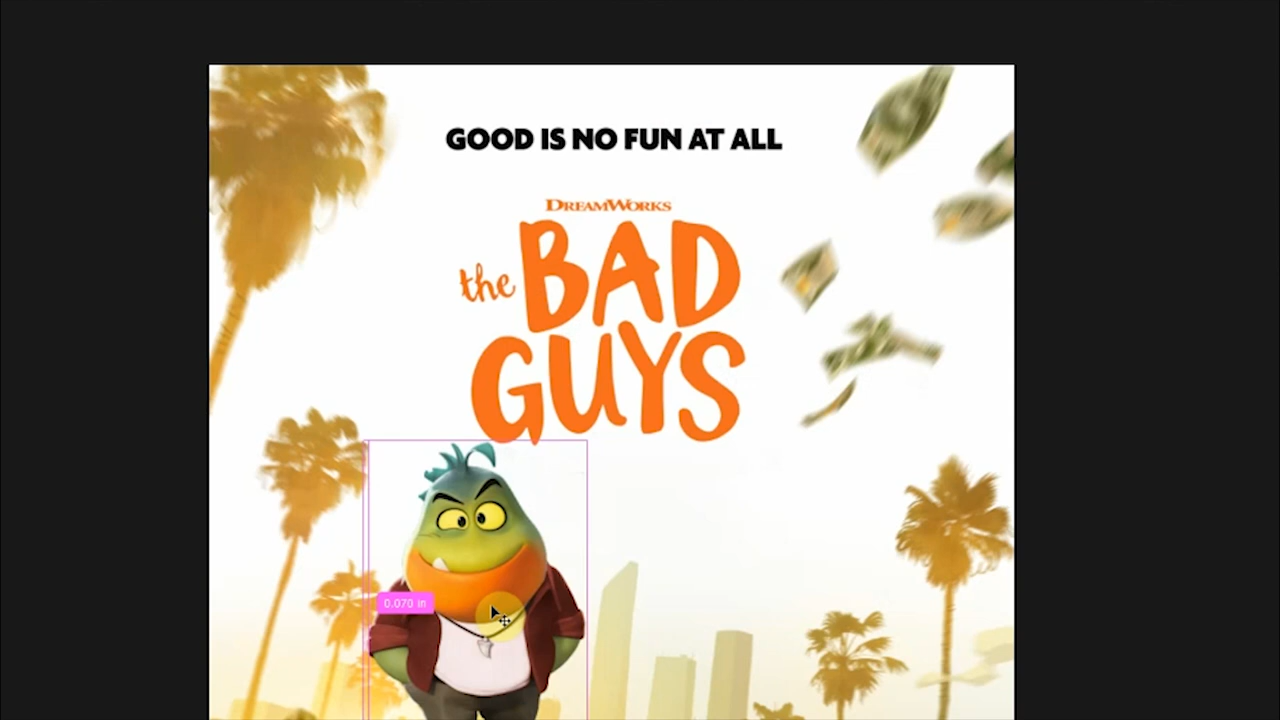 GOOD IS NO FUN AT ALL
DREAMWORKS
the BAD
GUYS
0.070 in